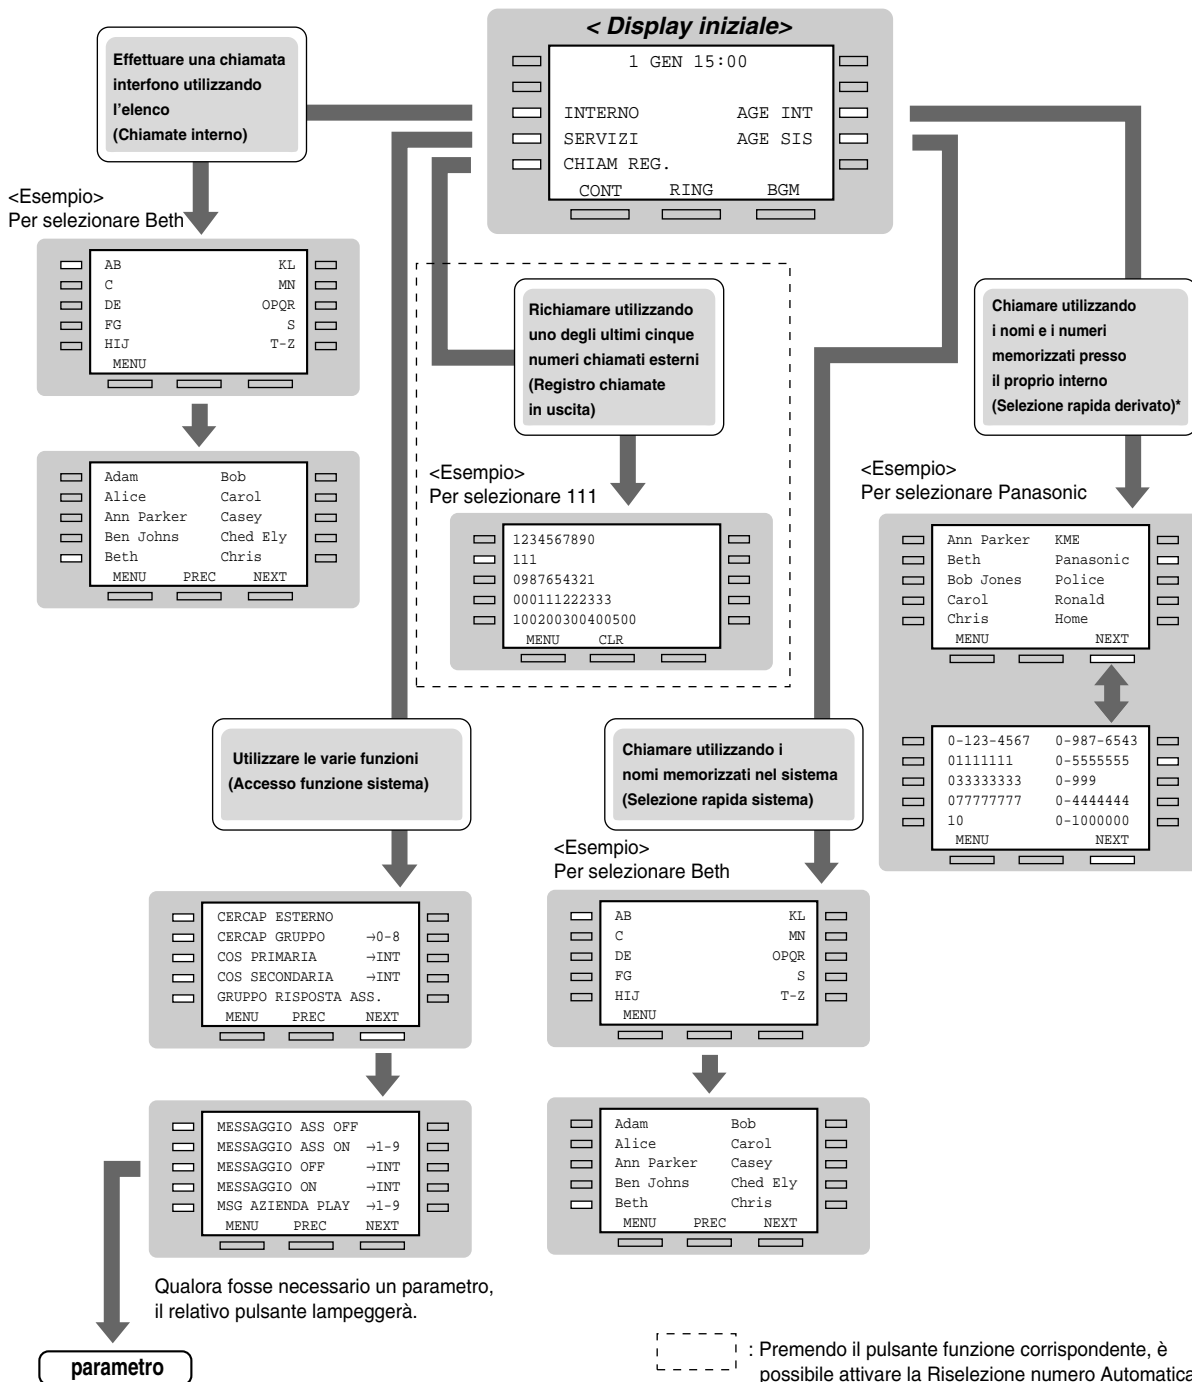 < Display iniziale>
1 GEN 15:00
INTERNO AGE INT
SERVIZI AGE SIS
CHIAM REG.
CONT RING BGM
Effettuare una chiamata
interfono utilizzando
l'elenco
(Chiamate interno)
<Esempio>
Per selezionare Beth
AB KL
C MN
DE OPQR
FG S
HIJ T-Z
MENU
Adam Bob
Alice Carol
Ann Parker Casey
Ben Johns Ched Ely
Beth Chris
MENU PREC NEXT
Richiamare utilizzando
uno degli ultimi cinque
numeri chiamati esterni
(Registro chiamate
in uscita)
<Esempio>
Per selezionare 111
1234567890
111
0987654321
000111222333
100200300400500
MENU CLR
Chiamare utilizzando
i nomi e i numeri
memorizzati presso
il proprio interno
(Selezione rapida derivato)*
<Esempio>
Per selezionare Panasonic
Ann Parker KME
Beth Panasonic
Bob Jones Police
Carol Ronald
Chris Home
MENU NEXT
0-123-4567 0-987-6543
01111111 0-5555555
033333333 0-999
077777777 0-4444444
10 0-1000000
MENU NEXT
Utilizzare le varie funzioni
(Accesso funzione sistema)
CERCAP ESTERNO
CERCAP GRUPPO →0-8
COS PRIMARIA →INT
COS SECONDARIA →INT
GRUPPO RISPOSTA ASS.
MENU PREC NEXT
MESSAGGIO ASS OFF
MESSAGGIO ASS ON →1-9
MESSAGGIO OFF →INT
MESSAGGIO ON →INT
MSG AZIENDA PLAY →1-9
MENU PREC NEXT
Qualora fosse necessario un parametro,
il relativo pulsante lampeggerà.
parametro
Chiamare utilizzando i
nomi memorizzati nel sistema
(Selezione rapida sistema)
<Esempio>
Per selezionare Beth
AB KL
C MN
DE OPQR
FG S
HIJ T-Z
MENU
Adam Bob
Alice Carol
Ann Parker Casey
Ben Johns Ched Ely
Beth Chris
MENU PREC NEXT
: Premendo il pulsante funzione corrispondente, è
possibile attivare la Riselezione numero Automatica